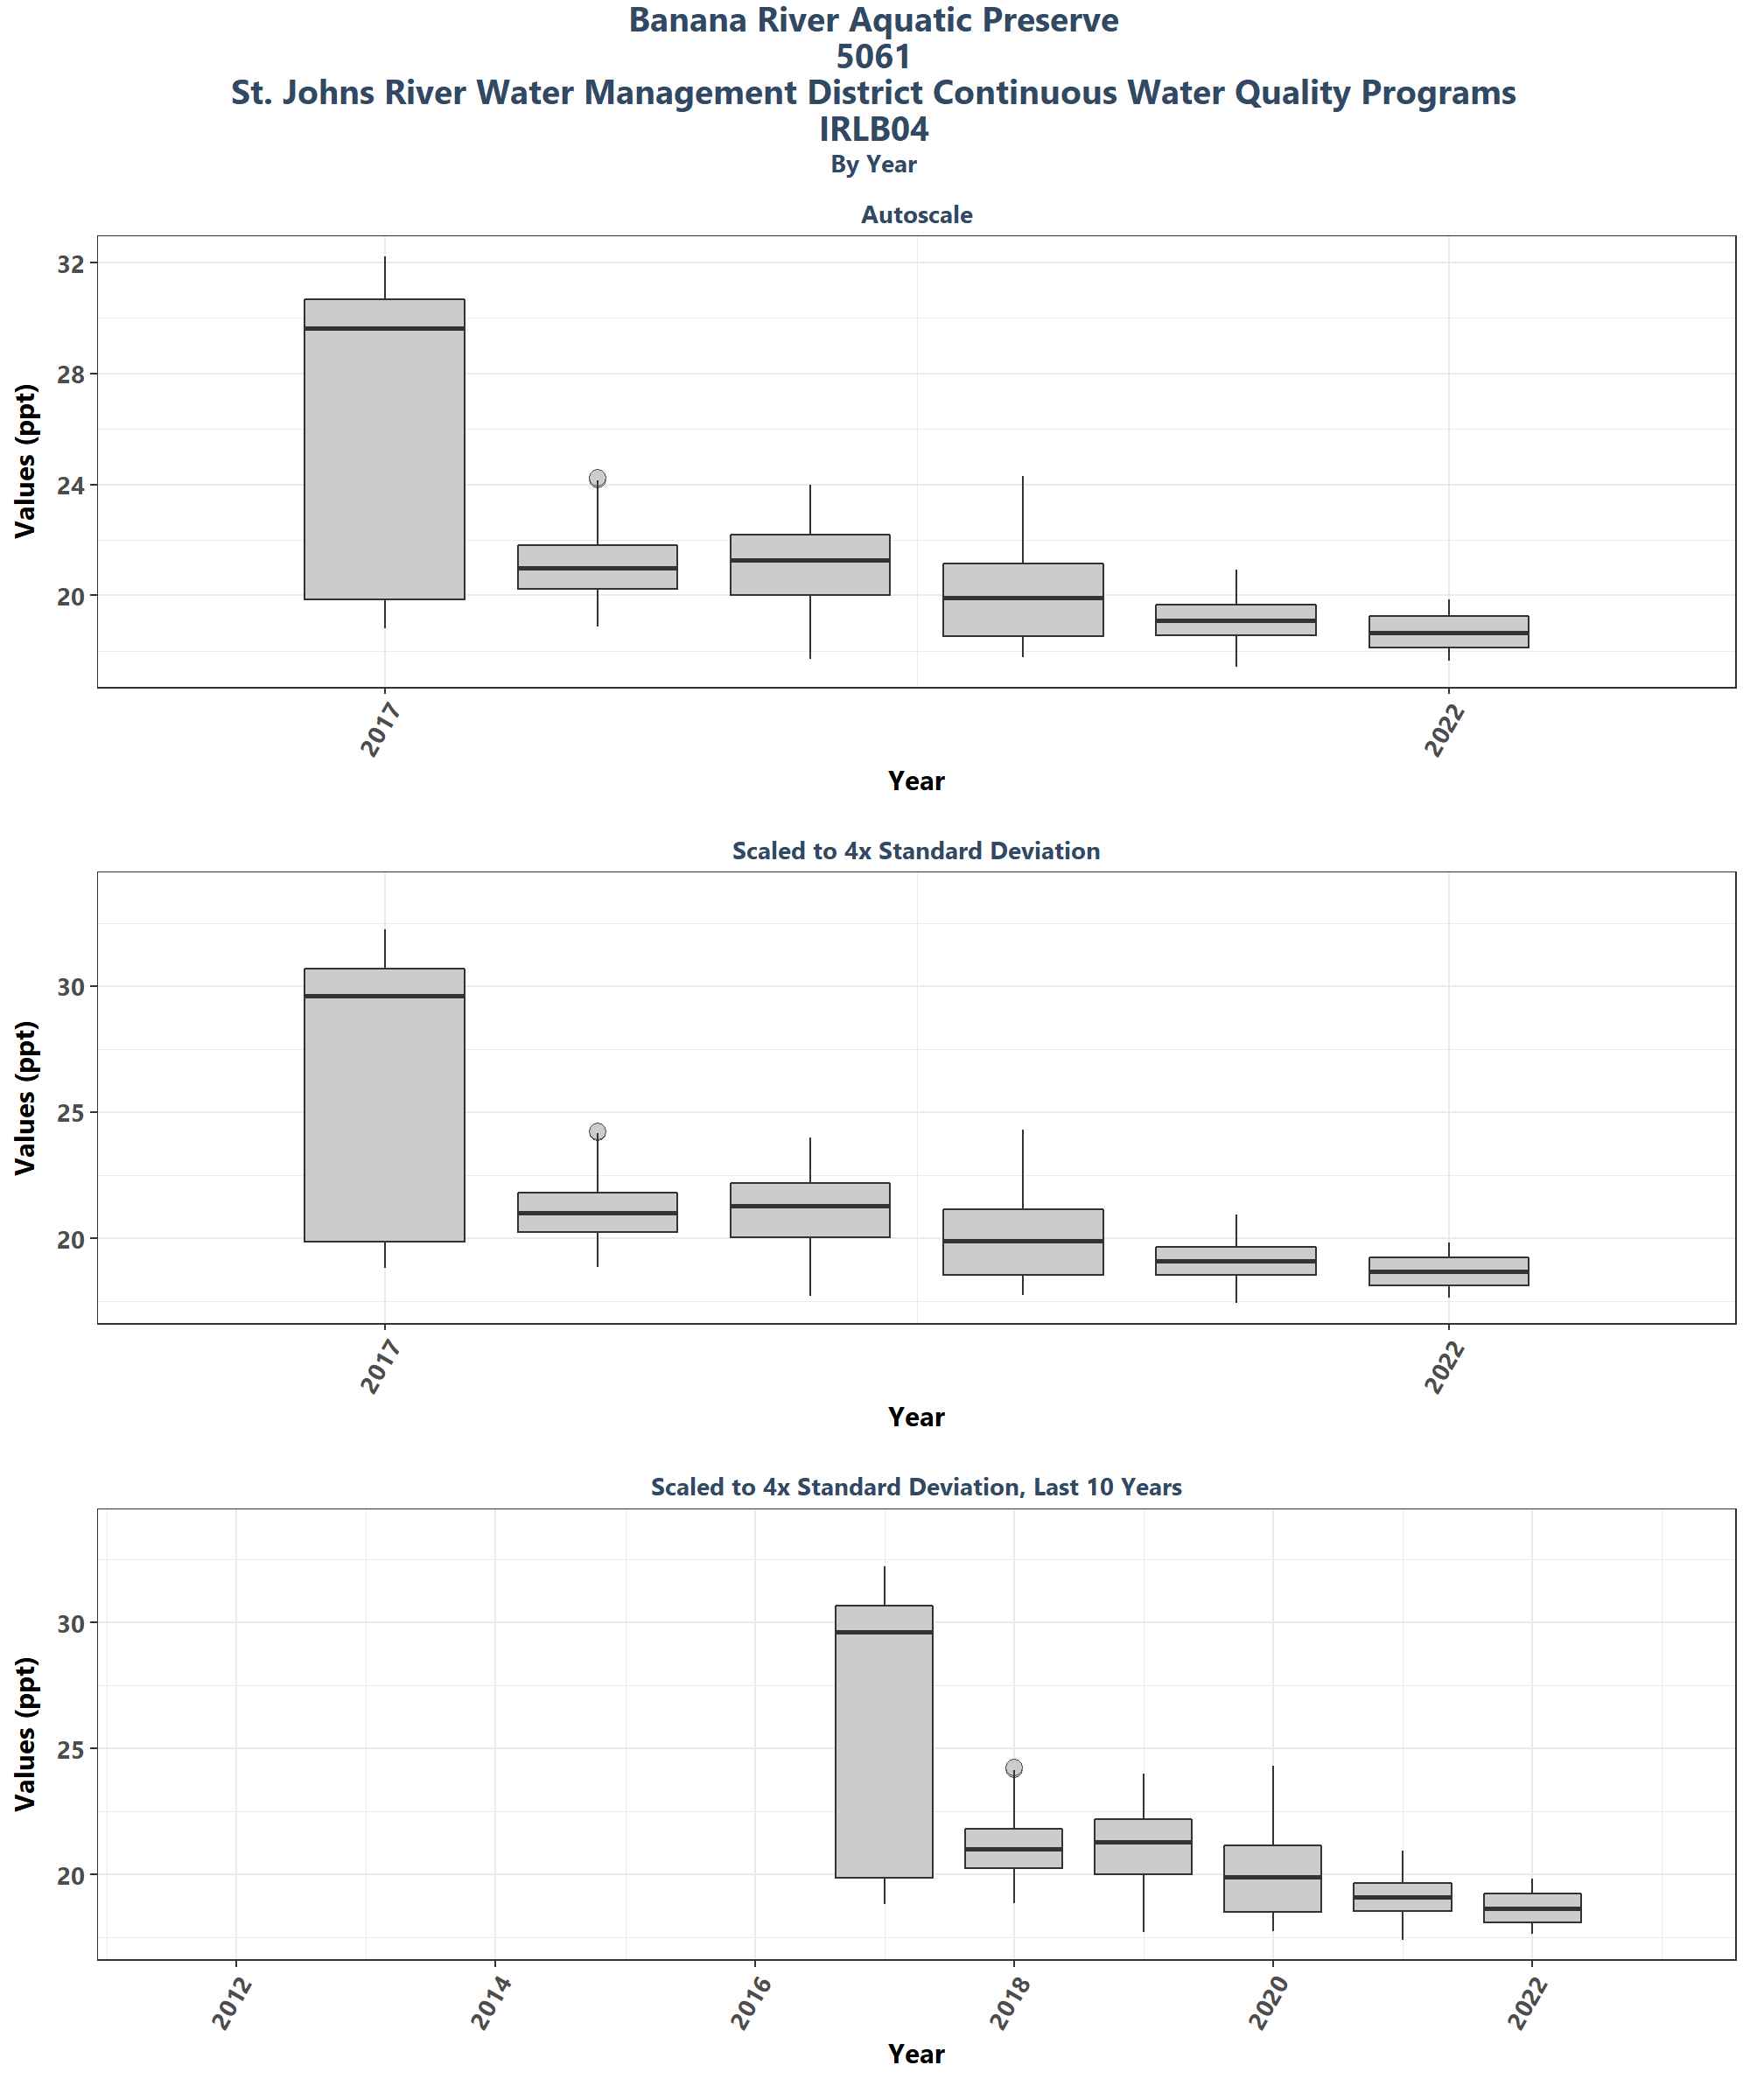 Banana River Aquatic Preserve
5061
St. Johns River Water Management District Continuous Water Quality Programs
IRLB04
By Year
Autoscale
Values (ppt)
32
28
24
20
2017
2022
Year
Scaled to 4x Standard Deviation
Values (ppt)
30
25
20
2017
2022
Year
Scaled to 4x Standard Deviation, Last 10 Years
Values (ppt)
30
25
20
2012
2014
2016
2018
2020
2022
Year